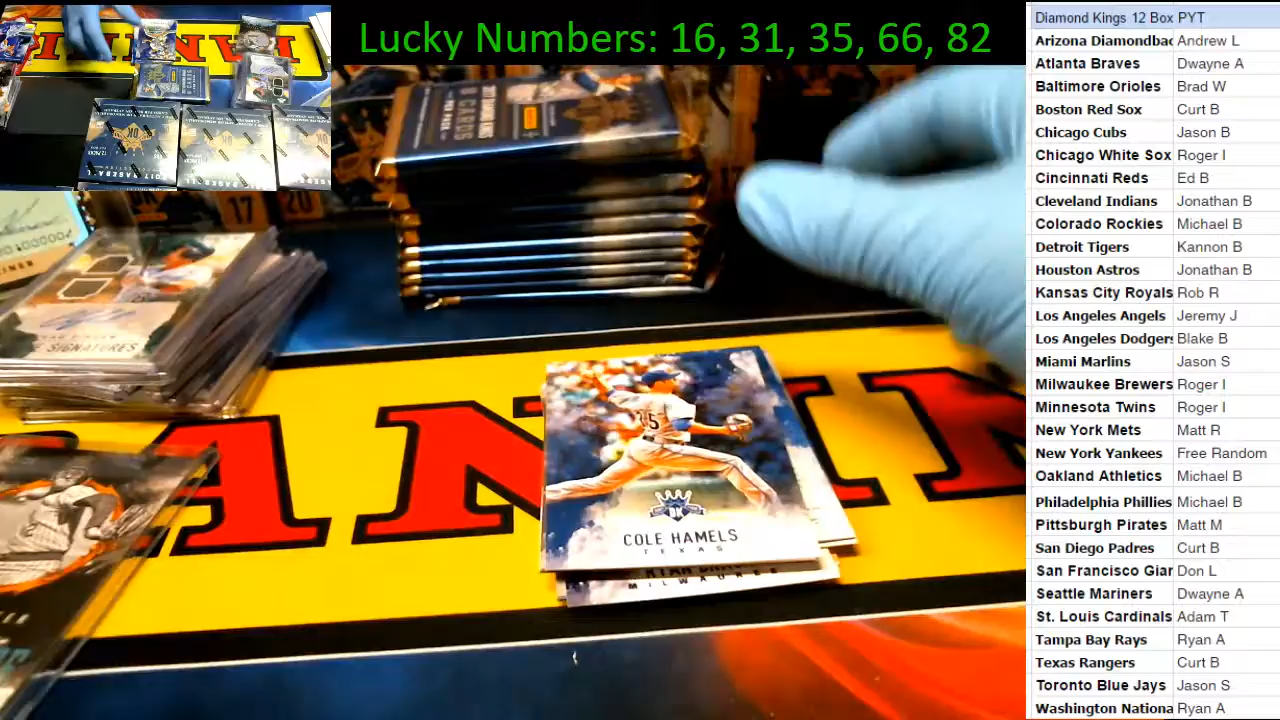 Lucky Numbers: 16, 31, 35, 66, 82
Diamond Kings 12 Box PYT
Arizona Diamondbac Andrew L
Atlanta Braves Dwayne A
Baltimore Orioles Brad W
Boston Red Sox Curt B
Chicago Cubs Jason B
Chicago White Sox Roger I
Cincinnati Reds Ed B
Cleveland Indians Jonathan B
Colorado Rockies Michael B
Detroit Tigers Kannon B
Houston Astros Jonathan B
Kansas City Royals Rob R
Los Angeles Angels Jeremy J
Los Angeles Dodgers Blake B
Miami Marlins Jason S
Milwaukee Brewers Roger I
Minnesota Twins Roger I
New York Mets Matt R
New York Yankees Free Random
Oakland Athletics Michael B
Philadelphia Phillies Michael B
Pittsburgh Pirates Matt M
San Diego Padres Curt B
San Francisco Gian Don L
Seattle Mariners Dwayne A
St. Louis Cardinals Adam T
Tampa Bay Rays Ryan A
Texas Rangers Curt B
Toronto Blue Jays Jason S
Washington Nationa Ryan A
17 20
SIGNATURES
ANINI
DK
COLE HAMELS
TEXAS
MILWAUKEE